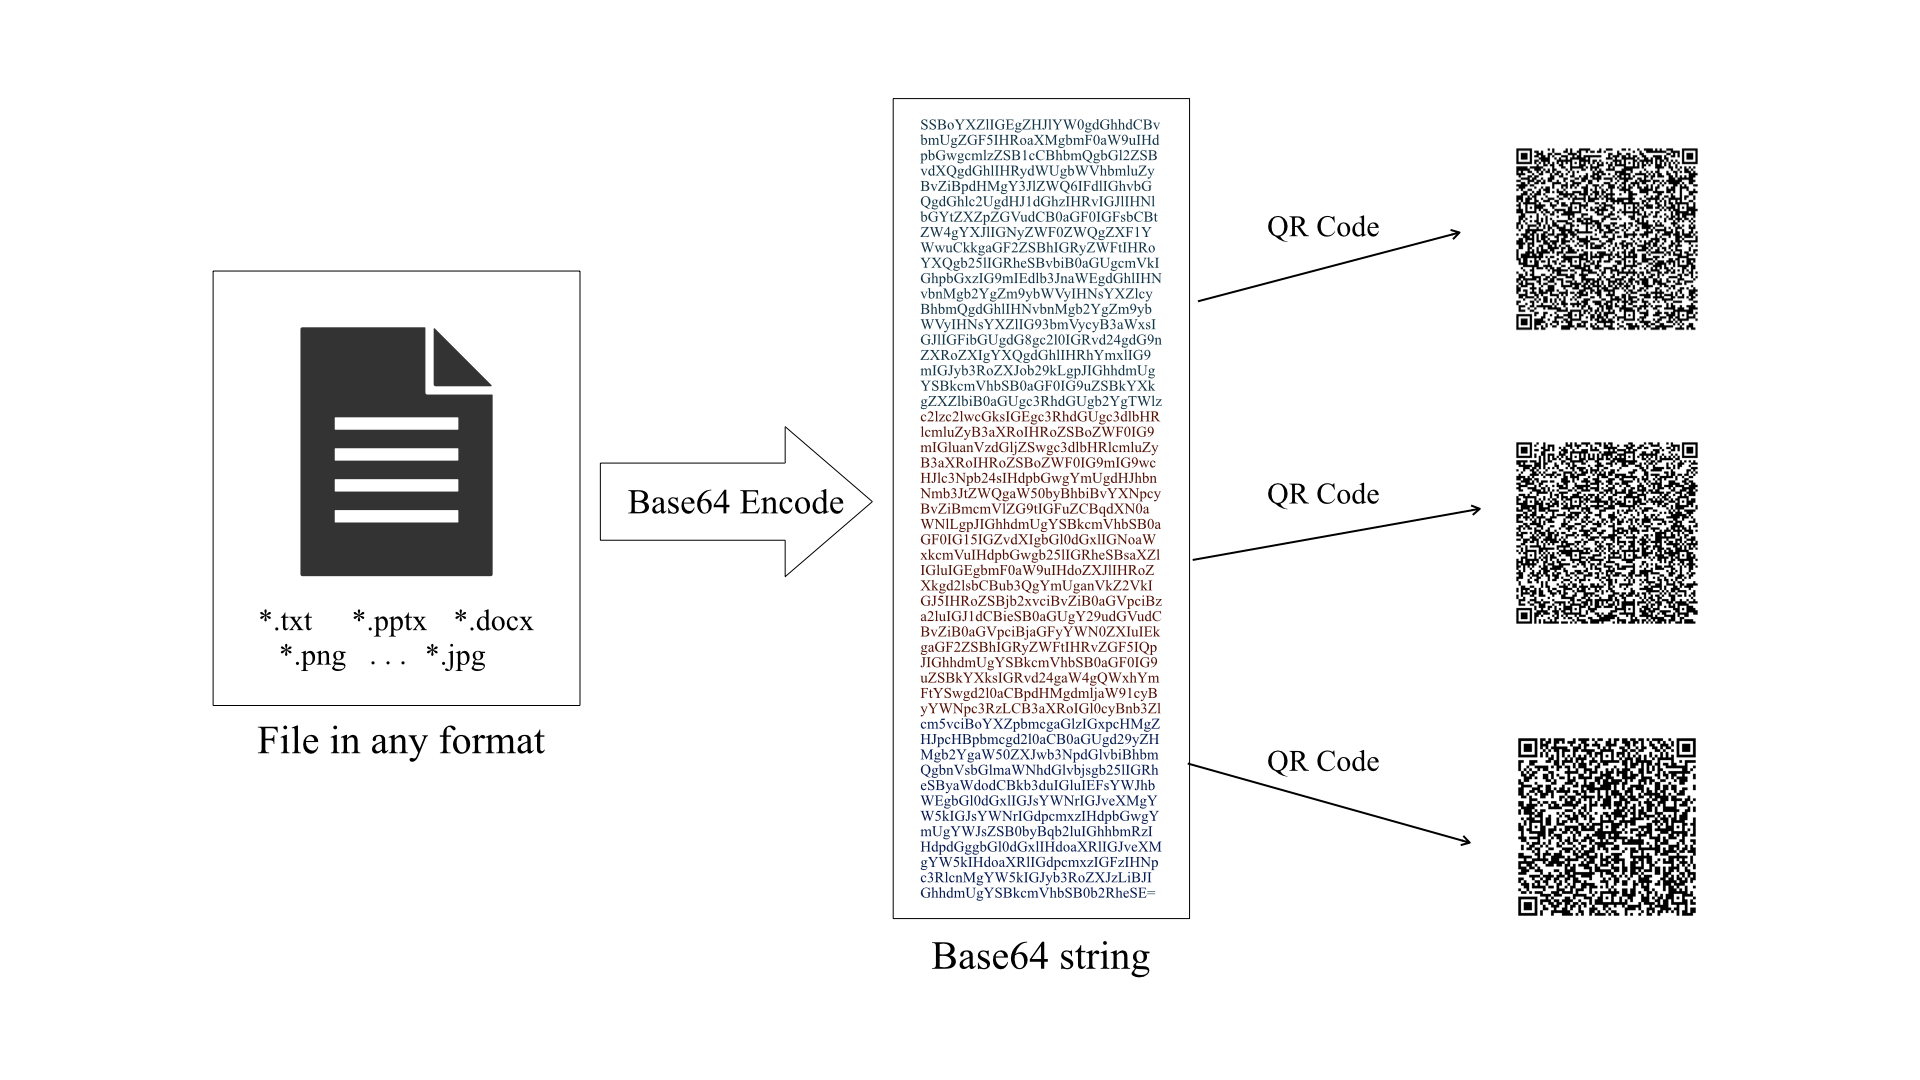 *.txt *.pptx *.docx
*.png ... *.jpg
File in any format
Base64 Encode
SSBoYXZlIGEgZHJlYW0gdGhhdCBv
bmUgZGF5IHRoaXMgbmF0aW9uIHd
pbGwgcmlzZSB1cCBhbmQgbGl2ZSB
vdXQgdGhlIHRydWUgbWVhbmluZy
BvZiBpdHMgY3JlZWQ6IFdlIGhvbG
QgdGhlc2UgdHJ1dGhzIHRvIGJlIHNl
bGYtZXZpZGVudCB0aGF0IGFsbCBt
ZW4gYXJlIGNyZWF0ZWQgZXF1Y
WwuCkkgaGF2ZSBhIGRyZWFtIHRo
YXQgb25lIGRheSBvbiB0aGUgcmVkI
GhpbGxzIG9mIEdlb3JnaWEgdGhlIHN
vbnMgb2YgZm9ybWVyIHNsYXZlcy
BhbmQgdGhlIHNvbnMgb2YgZm9yb
WVyIHNsYXZlIG93bmVycyB3aWxsI
GJlIGFibGUgdG8gc2l0IGRvd24gdG9n
ZXRoZXIgYXQgdGhlIHRhYmxlIG9
mIGJyb3RoZXJob29kLgpJIGhhdmUg
YSBkcmVhbSB0aGF0IG9uZSBkYXk
gZXZlbiB0aGUgc3RhdGUgb2YgTWlz
c2lzc2lwcGksIGEgc3RhdGUgc3dlbHR
lcmluZyB3aXRoIHRoZSBoZWF0IG9
mIGluanVzdGljZSwgc3dlbHRlcmluZy
B3aXRoIHRoZSBoZWF0IG9mIG9wc
HJlc3Npb24sIHdpbGwgYmUgdHJhbn
Nmb3JtZWQgaW50byBhbiBvYXNpcy
BvZiBmcmVlZG9tIGFuZCBqdXN0a
WNlLgpJIGhhdmUgYSBkcmVhbSB0a
GF0IG15IGZvdXIgbGl0dGxlIGNoaW
xkcmVuIHdpbGwgb25lIGRheSBsaXZl
IGluIGEgbmF0aW9uIHdoZXJlIHRoZ
Xkgd2lsbCBub3QgYmUganVkZ2VkI
GJ5IHRoZSBjb2xvciBvZiB0aGVpciBz
a2luIGJ1dCBieSB0aGUgY29udGVudC
BvZiB0aGVpciBjaGFyYWN0ZXIuIEk
gaGF2ZSBhIGRyZWFtIHRvZGF5IQp
JIGhhdmUgYSBkcmVhbSB0aGF0IG9
uZSBkYXksIGRvd24gaW4gQWxhYm
FtYSwgd2l0aCBpdHMgdmljaW91cyB
yYWNpc3RzLCB3aXRoIGl0cyBnb3Zl
cm5vciBoYXZpbmcgaGlzIGxpcHMgZ
HJpcHBpbmcgd2l0aCB0aGUgd29yZH
Mgb2YgaW50ZXJwb3NpdGlvbiBhbm
QgbnVsbGlmaWNhdGlvbjsgb25lIGRh
eSByaWdodCBkb3duIGluIEFsYWJhb
WEgbGl0dGxlIGJsYWNrIGJveXMgY
W5kIGJsYWNrIGdpcmxzIHdpbGwgY
mUgYWJsZSB0byBqb2luIGhhbmRzI
HdpdGggbGl0dGxlIHdoaXRlIGJveXM
gYW5kIHdoaXRlIGdpcmxzIGFzIHNp
c3RlcnMgYW5kIGJyb3RoZXJzLiBJI
GhhdmUgYSBkcmVhbSB0b2RheSE=
Base64 string
QR Code
QR Code
QR Code